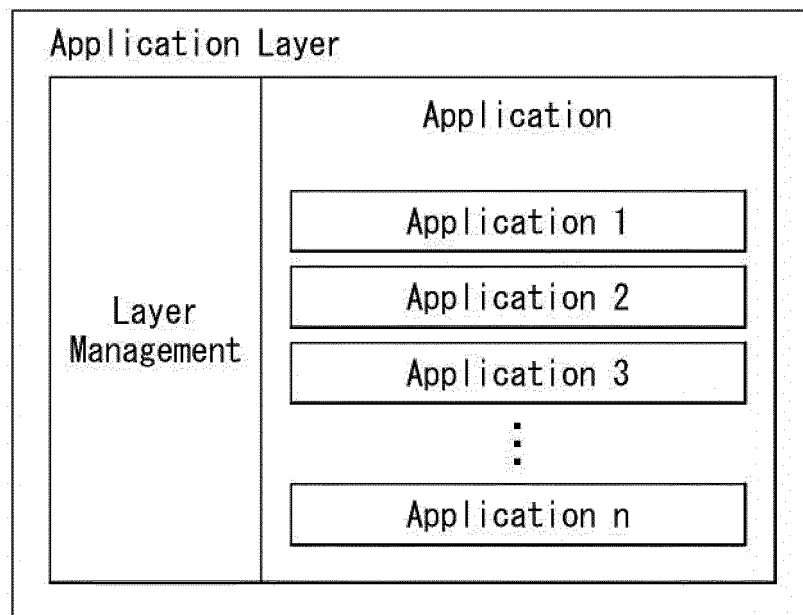 Application Layer
Application
Application 1
Application 2
Application 3
Application n
Layer
Management